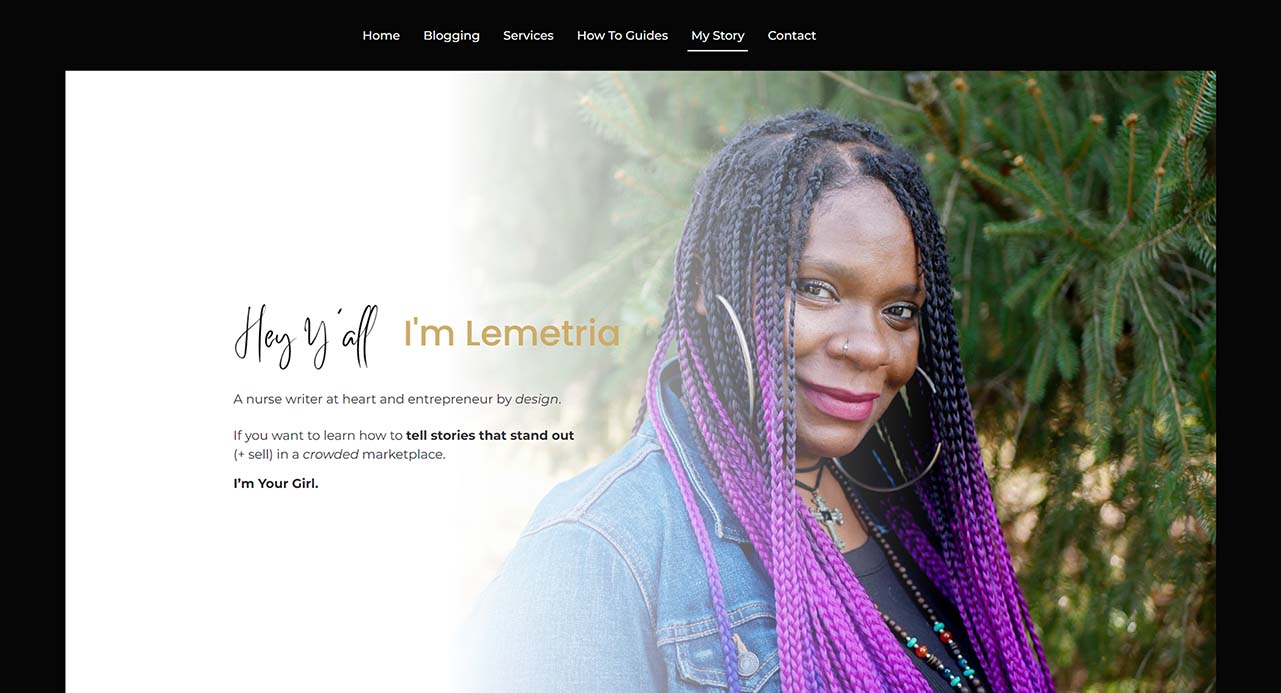 Home Blogging Services How To Guides My Story Contact
Hey Y'all I'm Lemetria
A nurse writer at heart and entrepreneur by design.
If you want to learn how to tell stories that stand out
(+ sell) in a crowded marketplace.
I'm Your Girl.